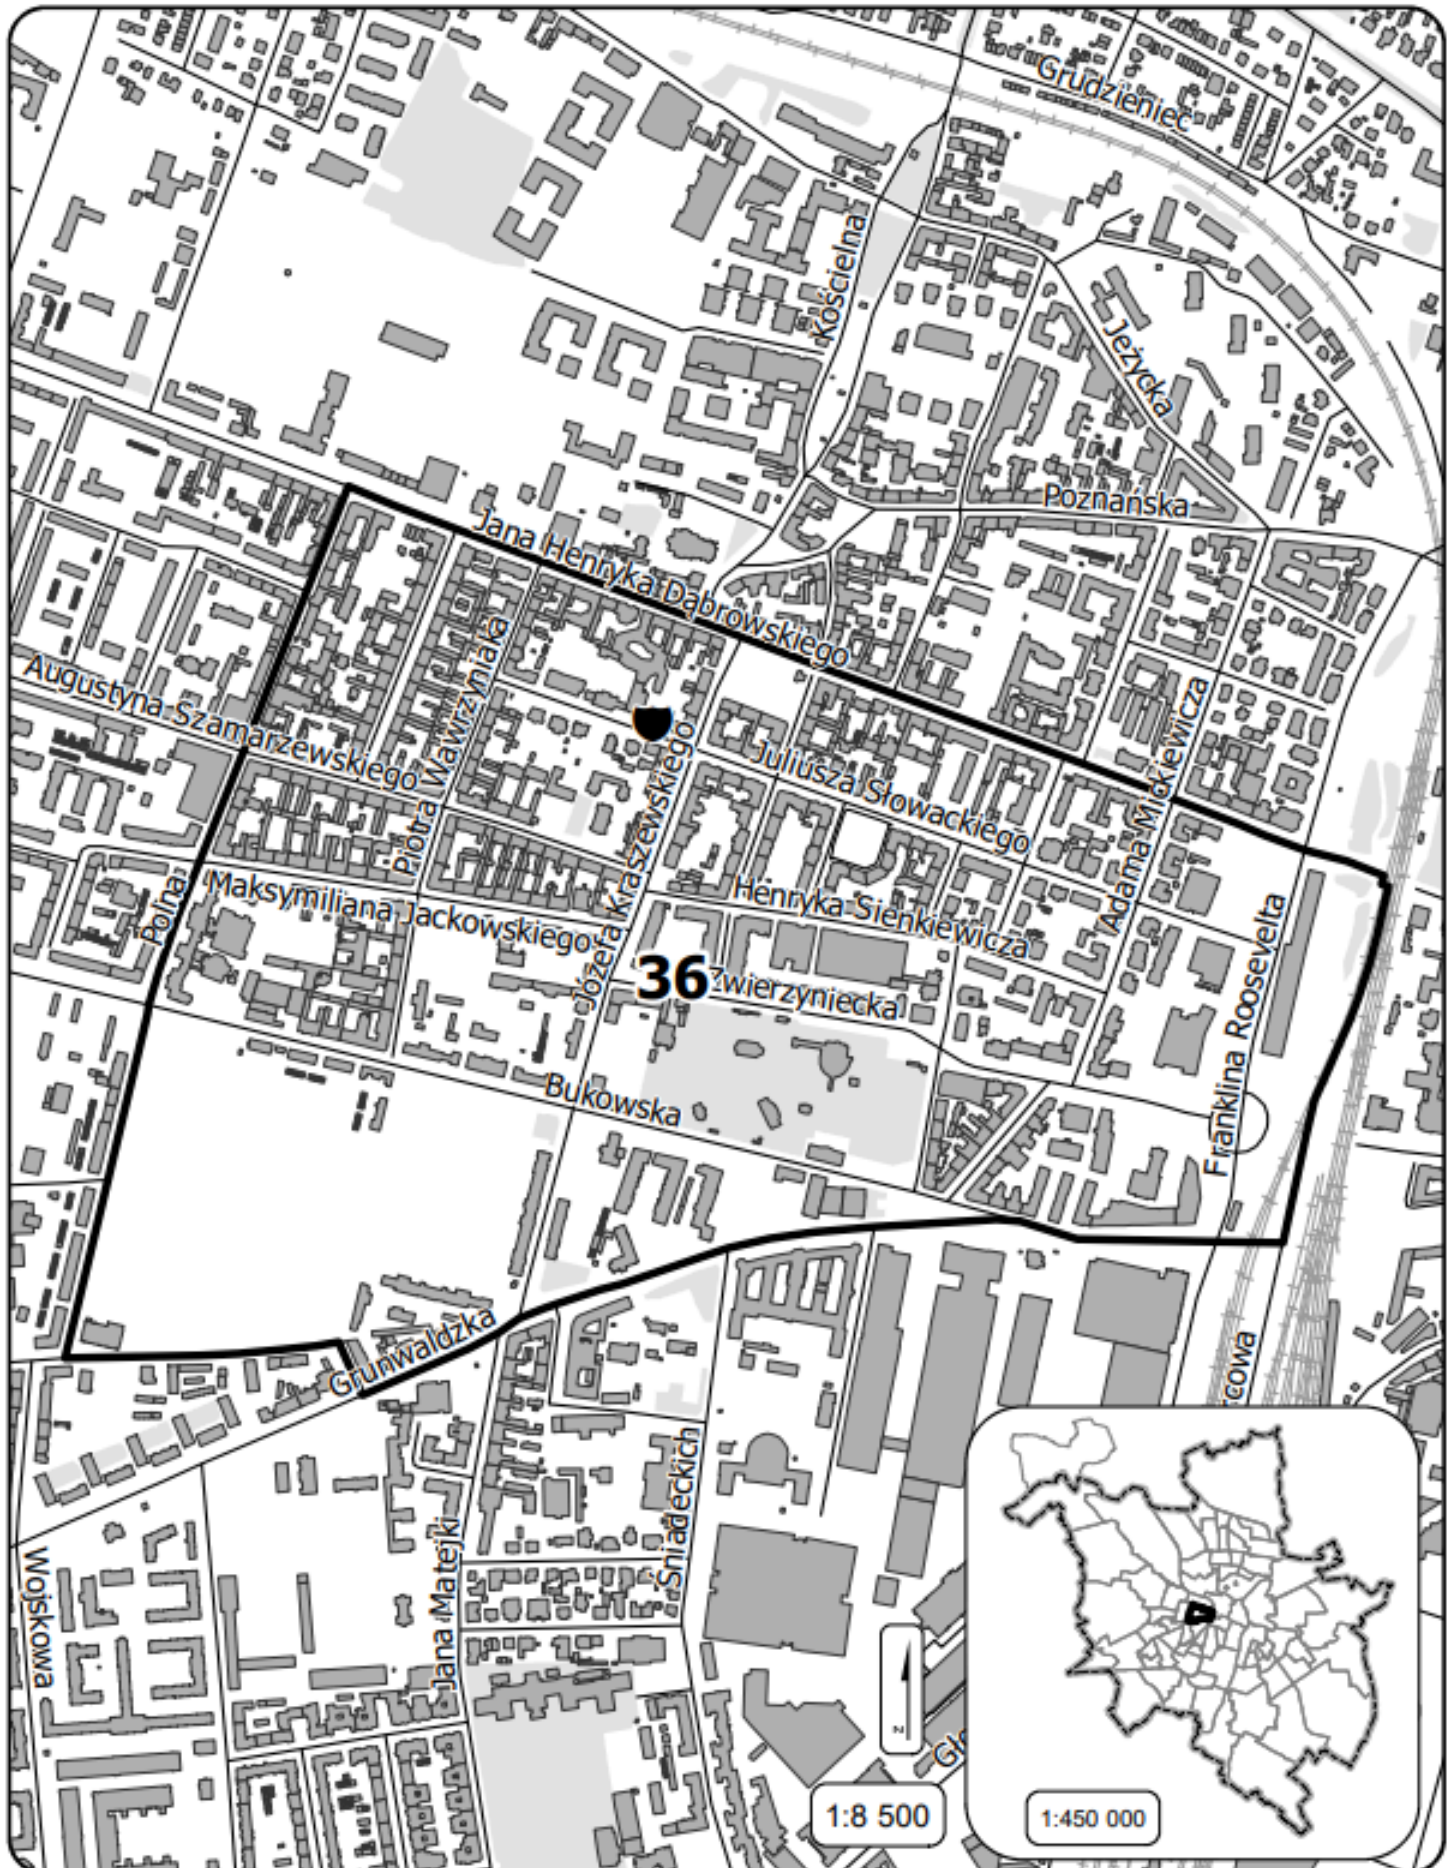 Grudzieniec
Kościelna
Jeżycka
Poznańska
Jana Henryka Dąbrowskiego
Piotra Wawrzyniaka
Augustyna Szamarzewskiego
Adama Mickiewicza
Juliusza Słowackiego
Józefa Kraszewskiego
Polna
Maksymiliana Jackowskiego
Henryka Sienkiewicza
Franklina Roosevelta
36
Zwierzyniecka
Bukowska
Grunwaldzka
rcowa
Śniadeckich
Jana Matejki
Wojskowa
N
Gło
1:8 500
1:450 000